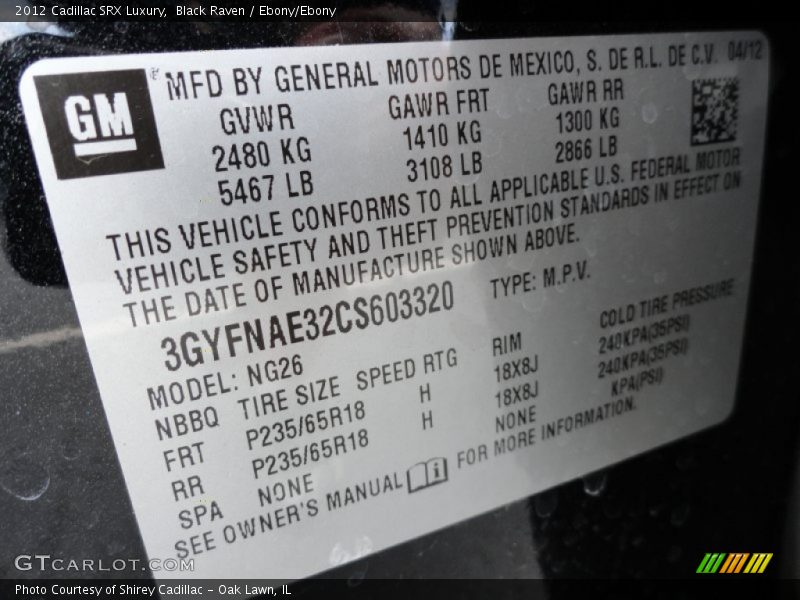 2012 Cadillac SRX Luxury,  Black Raven / Ebony/Ebony
GM
® MFD BY GENERAL MOTORS DE MEXICO, S. DE R.L. DE C.V. 04/12
GVWR GAWR FRT GAWR RR
2480 KG 1410 KG 1300 KG
5467 LB 3108 LB 2866 LB
THIS VEHICLE CONFORMS TO ALL APPLICABLE U.S. FEDERAL MOTOR
VEHICLE SAFETY AND THEFT PREVENTION STANDARDS IN EFFECT ON
THE DATE OF MANUFACTURE SHOWN ABOVE.
3GYFNAE32CS603320 TYPE: M.P.V.
MODEL: NG26
NBBQ TIRE SIZE SPEED RTG RIM COLD TIRE PRESSURE
FRT P235/65R18 H 18X8J 240KPA(35PSI)
RR P235/65R18 H 18X8J 240KPA(35PSI)
SPA NONE NONE KPA(PSI)
SEE OWNER'S MANUAL FOR MORE INFORMATION.
GTCARLOT.COM
Photo Courtesy of Shirey Cadillac - Oak Lawn, IL